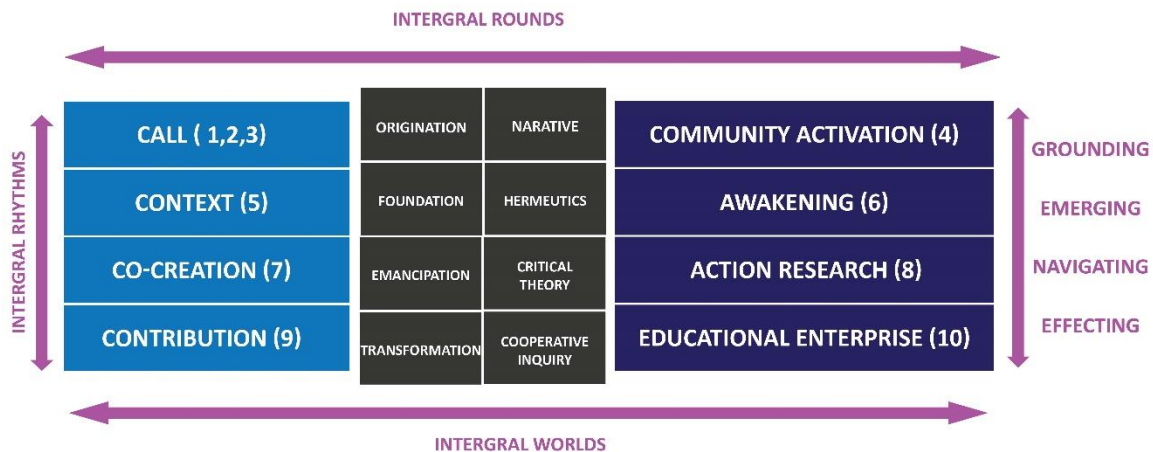 INTERGRAL ROUNDS
INTERGRAL RHYTHMS
CALL ( 1,2,3)
ORIGINATION
NARATIVE
COMMUNITY ACTIVATION (4)
GROUNDING
CONTEXT (5)
FOUNDATION
HERMEUTICS
AWAKENING (6)
EMERGING
CO-CREATION (7)
EMANCIPATION
CRITICAL
THEORY
ACTION RESEARCH (8)
NAVIGATING
CONTRIBUTION (9)
TRANSFORMATION
COOPERATIVE
INQUIRY
EDUCATIONAL ENTERPRISE (10)
EFFECTING
INTERGRAL WORLDS